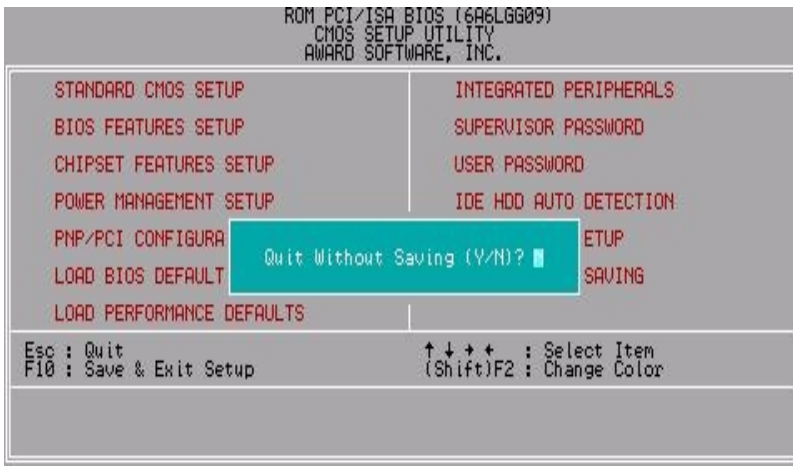 ROM PCI/ISA BIOS (6A6LGG09)
CMOS SETUP UTILITY
AWARD SOFTWARE, INC.
STANDARD CMOS SETUP
BIOS FEATURES SETUP
CHIPSET FEATURES SETUP
POWER MANAGEMENT SETUP
PNP/PCI CONFIGURA
LOAD BIOS DEFAULT
LOAD PERFORMANCE DEFAULTS
INTEGRATED PERIPHERALS
SUPERVISOR PASSWORD
USER PASSWORD
IDE HDD AUTO DETECTION
ETUP
SAVING
Quit Without Saving (Y/N)? N
Esc : Quit
F10 : Save & Exit Setup
↑ ↓ → ← : Select Item
(Shift)F2 : Change Color